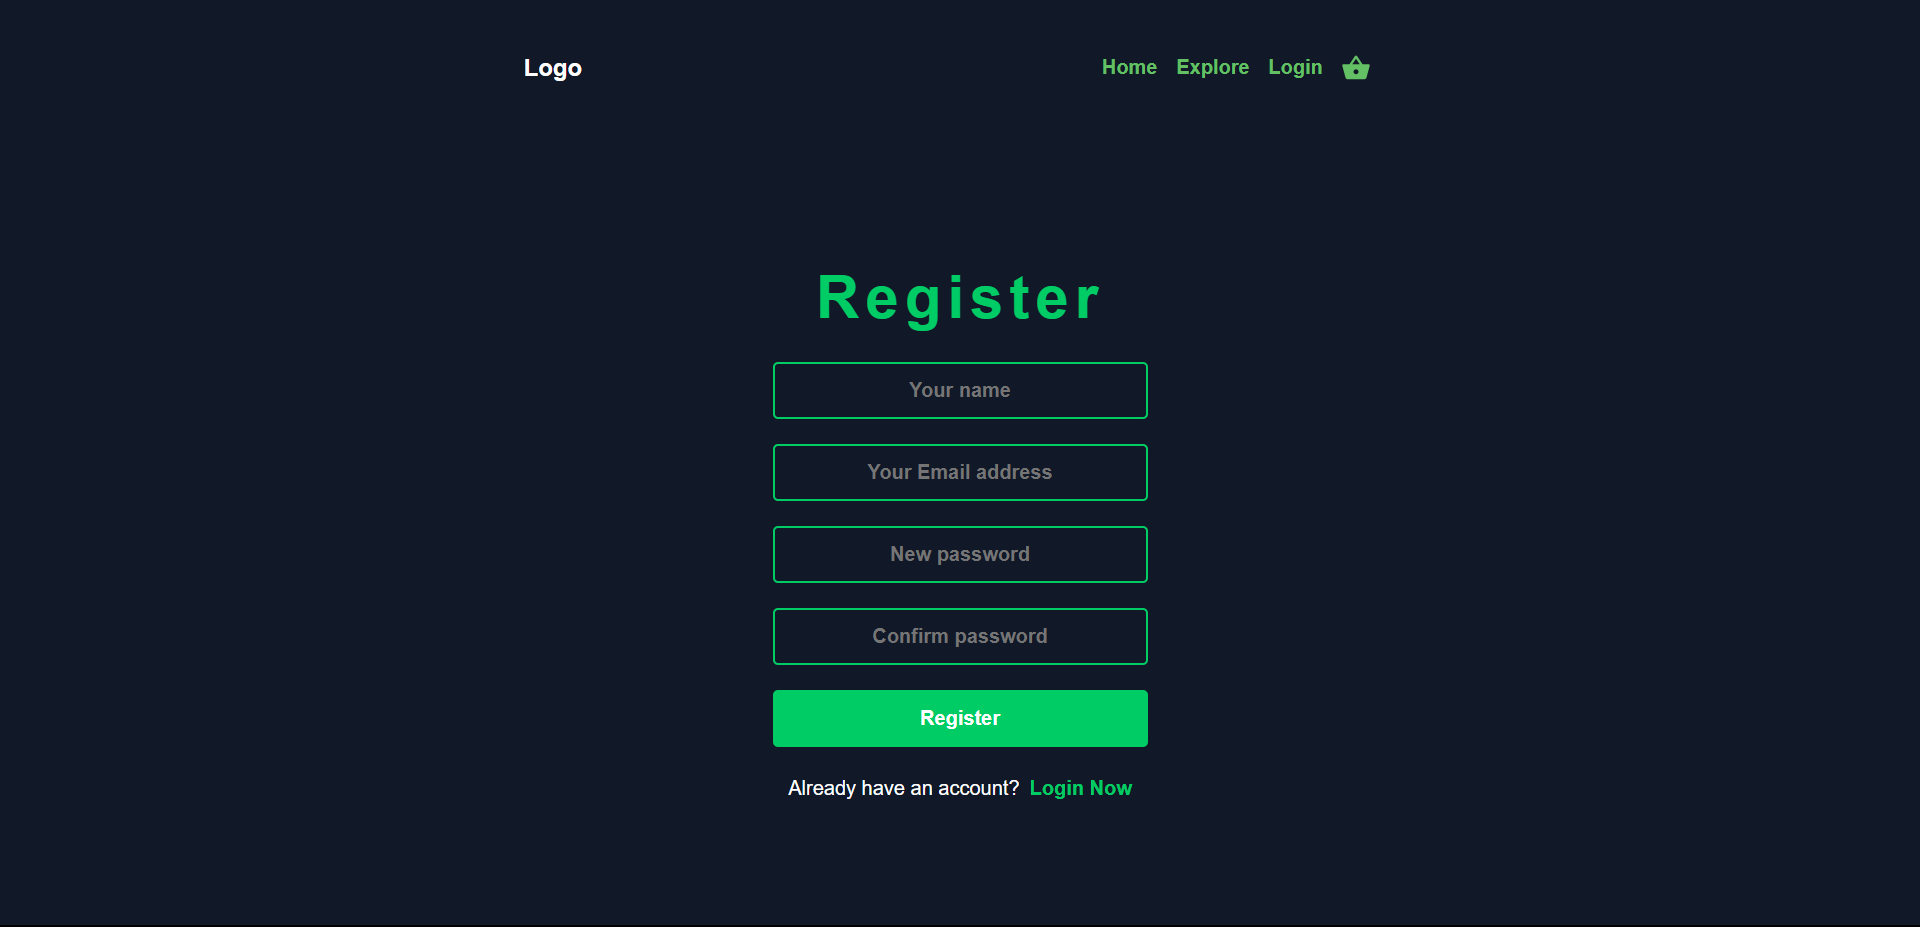 Logo
Home Explore Login
Register
Your name
Your Email address
New password
Confirm password
Register
Already have an account? Login Now